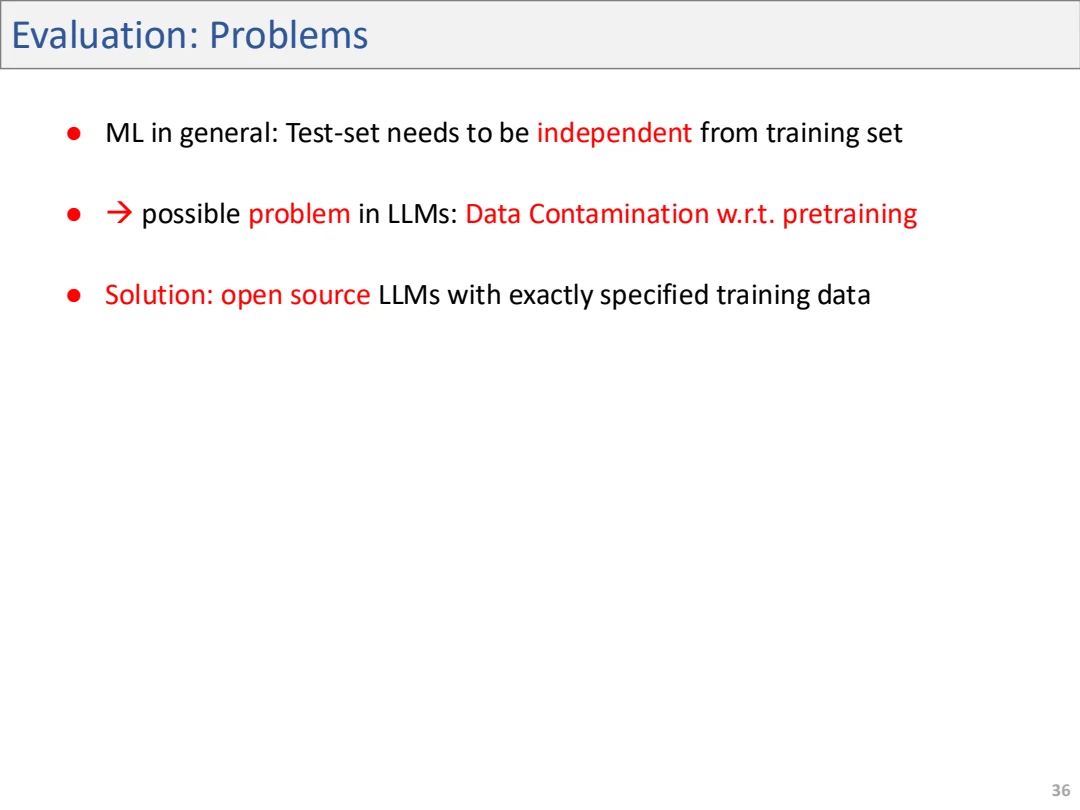 Evaluation: Problems
● ML in general: Test-set needs to be independent from training set
● → possible problem in LLMs: Data Contamination w.r.t. pretraining
● Solution: open source LLMs with exactly specified training data
36